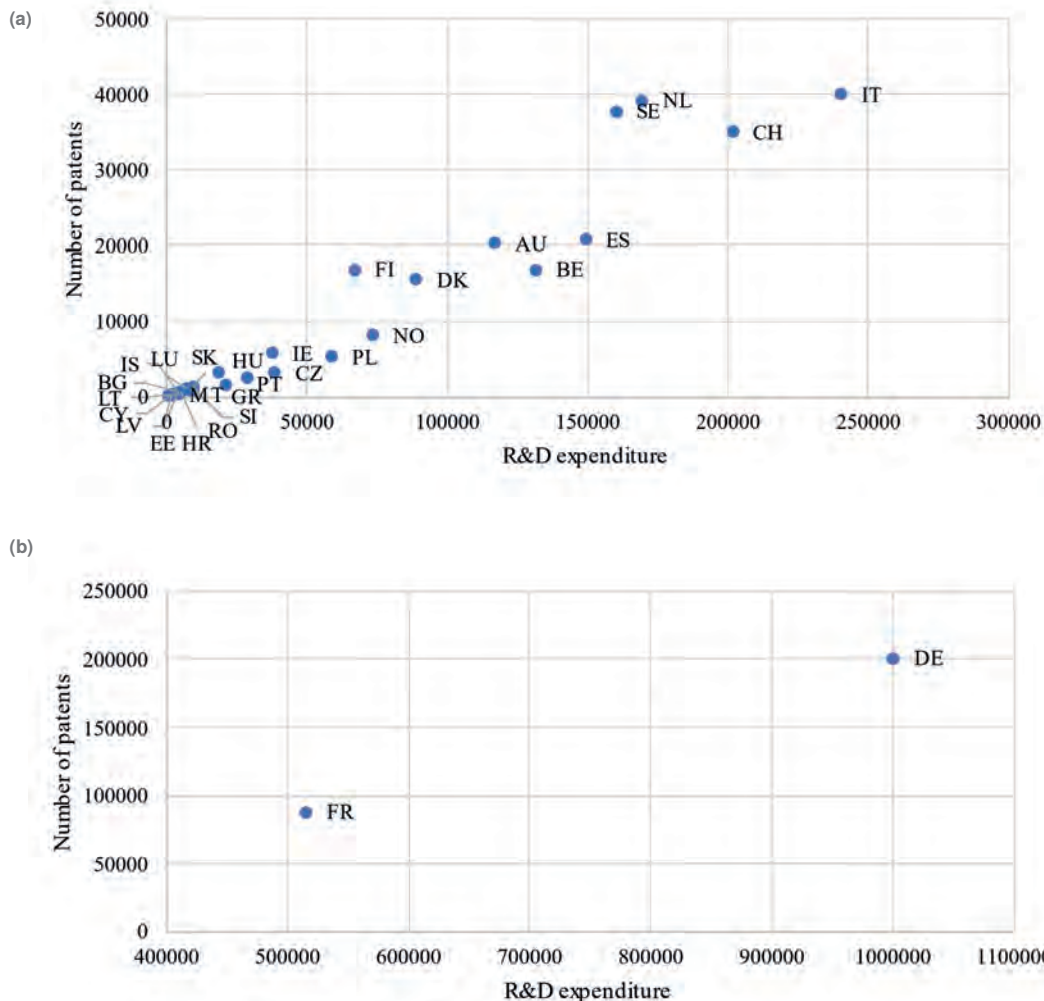 (a)
50000
40000
30000
20000
10000
0
Number of patents
IT
NL
SE
CH
ES
AU
BE
FI
DK
NO
IE
PL
CZ
HU
SK
LU
IS
PT
BG
MT
GR
LT
CY
SI
LV
RO
EE
HR
0 50000 100000 150000 200000 250000 300000
R&D expenditure
(b)
250000
200000
150000
100000
50000
0
Number of patents
DE
FR
400000 500000 600000 700000 800000 900000 1000000 1100000
R&D expenditure